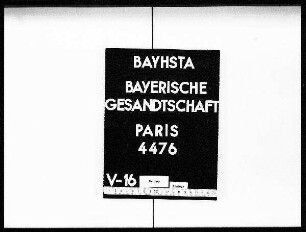 BAYHSTA
BAYERISCHE
GESANDTSCHAFT
PARIS
4476
V-16